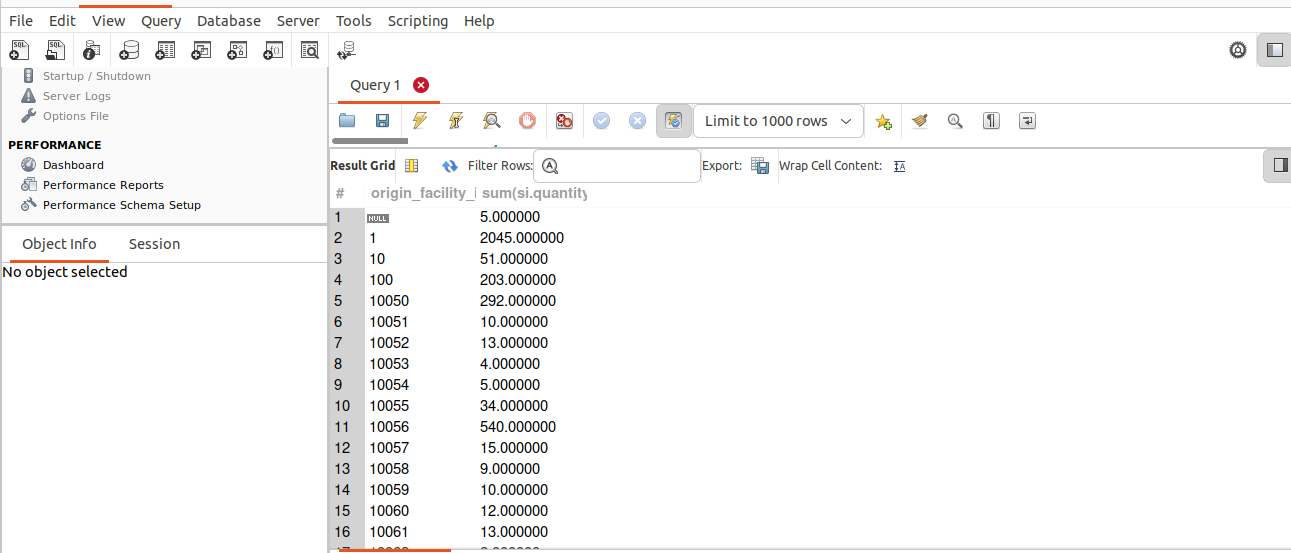 File Edit View Query Database Server Tools Scripting Help
Startup / Shutdown
Server Logs
Options File
PERFORMANCE
Dashboard
Performance Reports
Performance Schema Setup
Object Info Session
No object selected
Query 1
Limit to 1000 rows
Result Grid Filter Rows: Export: Wrap Cell Content:
# origin_facility_i sum(si.quantity
1 NULL 5.000000
2 1 2045.000000
3 10 51.000000
4 100 203.000000
5 10050 292.000000
6 10051 10.000000
7 10052 13.000000
8 10053 4.000000
9 10054 5.000000
10 10055 34.000000
11 10056 540.000000
12 10057 15.000000
13 10058 9.000000
14 10059 10.000000
15 10060 12.000000
16 10061 13.000000